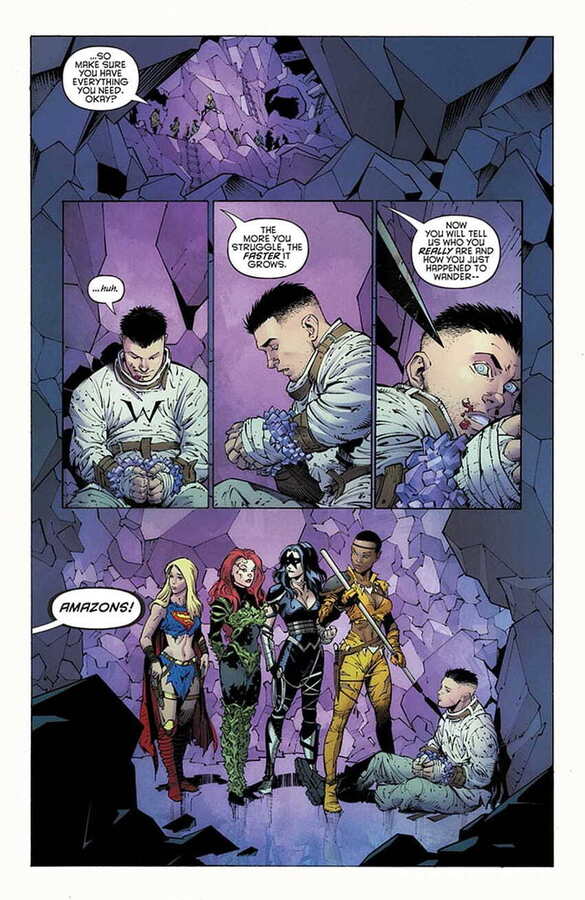 ...SO
MAKE SURE
YOU HAVE
EVERYTHING
YOU NEED.
OKAY?
...huh.
W
THE
MORE YOU
STRUGGLE, THE
FASTER IT
GROWS.
NOW
YOU WILL TELL
US WHO YOU
REALLY ARE AND
HOW YOU JUST
HAPPENED TO
WANDER--
AMAZONS!
S